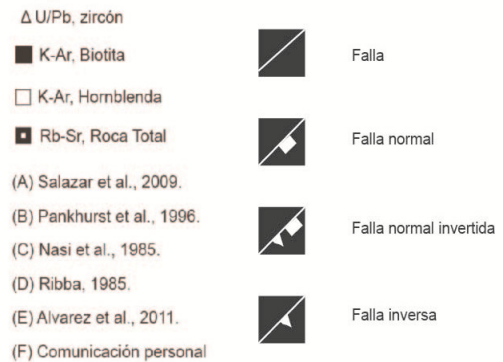 Δ U/Pb, zircón
K-Ar, Biotita
K-Ar, Hornblenda
Rb-Sr, Roca Total
(A) Salazar et al., 2009.
(B) Pankhurst et al., 1996.
(C) Nasi et al., 1985.
(D) Ribba, 1985.
(E) Alvarez et al., 2011.
(F) Comunicación personal
Falla
Falla normal
Falla normal invertida
Falla inversa